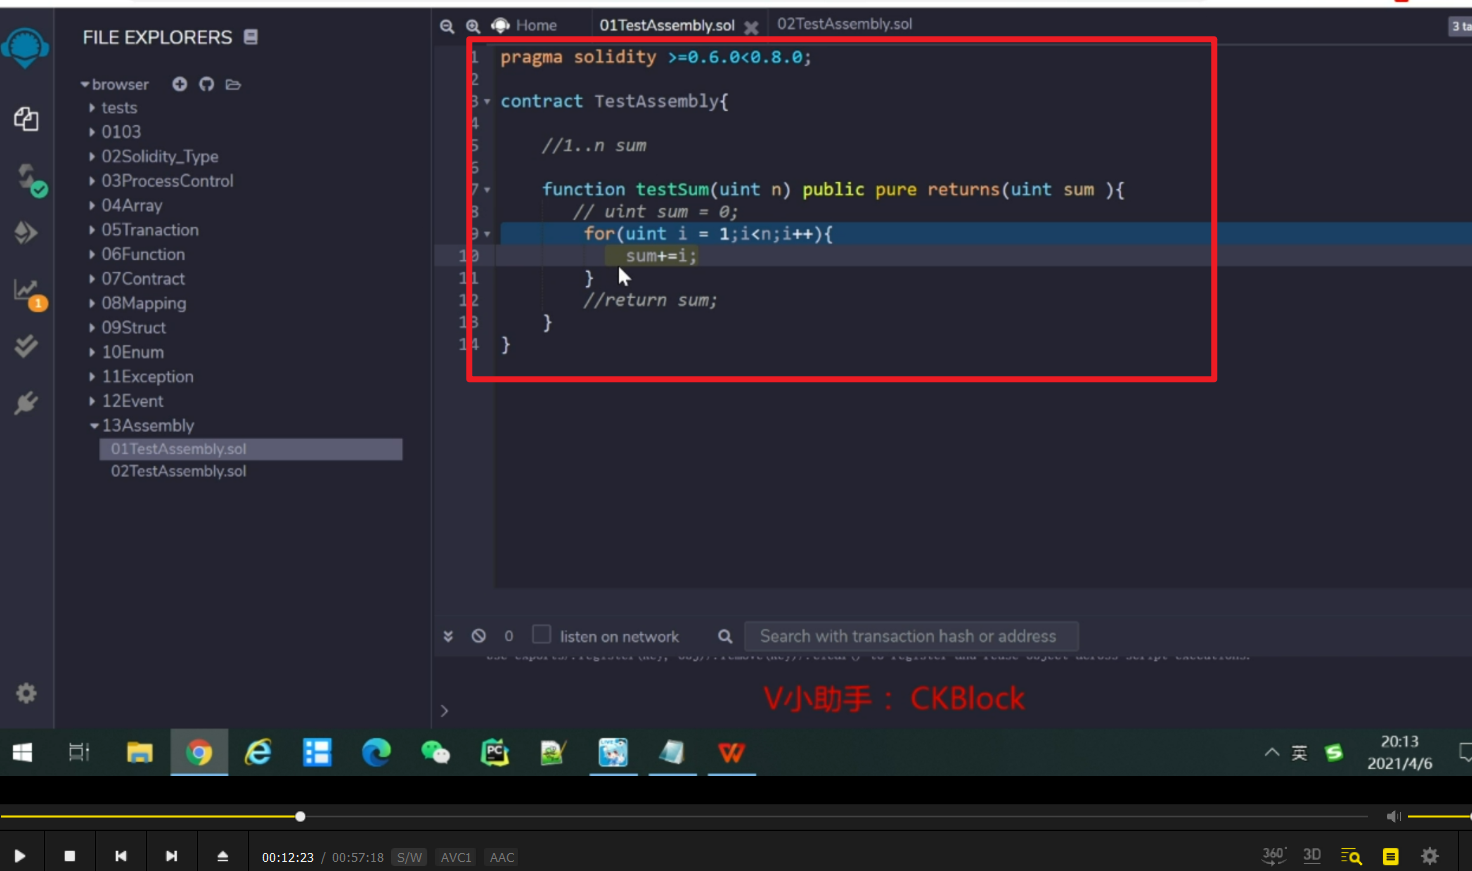 FILE EXPLORERS
browser
tests
0103
02Solidity_Type
03ProcessControl
04Array
05Tranaction
06Function
07Contract
08Mapping
09Struct
10Enum
11Exception
12Event
13Assembly
01TestAssembly.sol
02TestAssembly.sol
1
Home
01TestAssembly.sol
02TestAssembly.sol
3 ta
1 pragma solidity >=0.6.0<0.8.0;
2
3 contract TestAssembly{
4
5 //1..n sum
6
7 function testSum(uint n) public pure returns(uint sum ){
8 // uint sum = 0;
9 for(uint i = 1;i<n;i++){
10 sum+=i;
11 }
12 //return sum;
13 }
14 }
0 listen on network Search with transaction hash or address
V小助手： CKBlock
>
英
20:13
2021/4/6
00:12:23 / 00:57:18 S/W AVC1 AAC
360° 3D